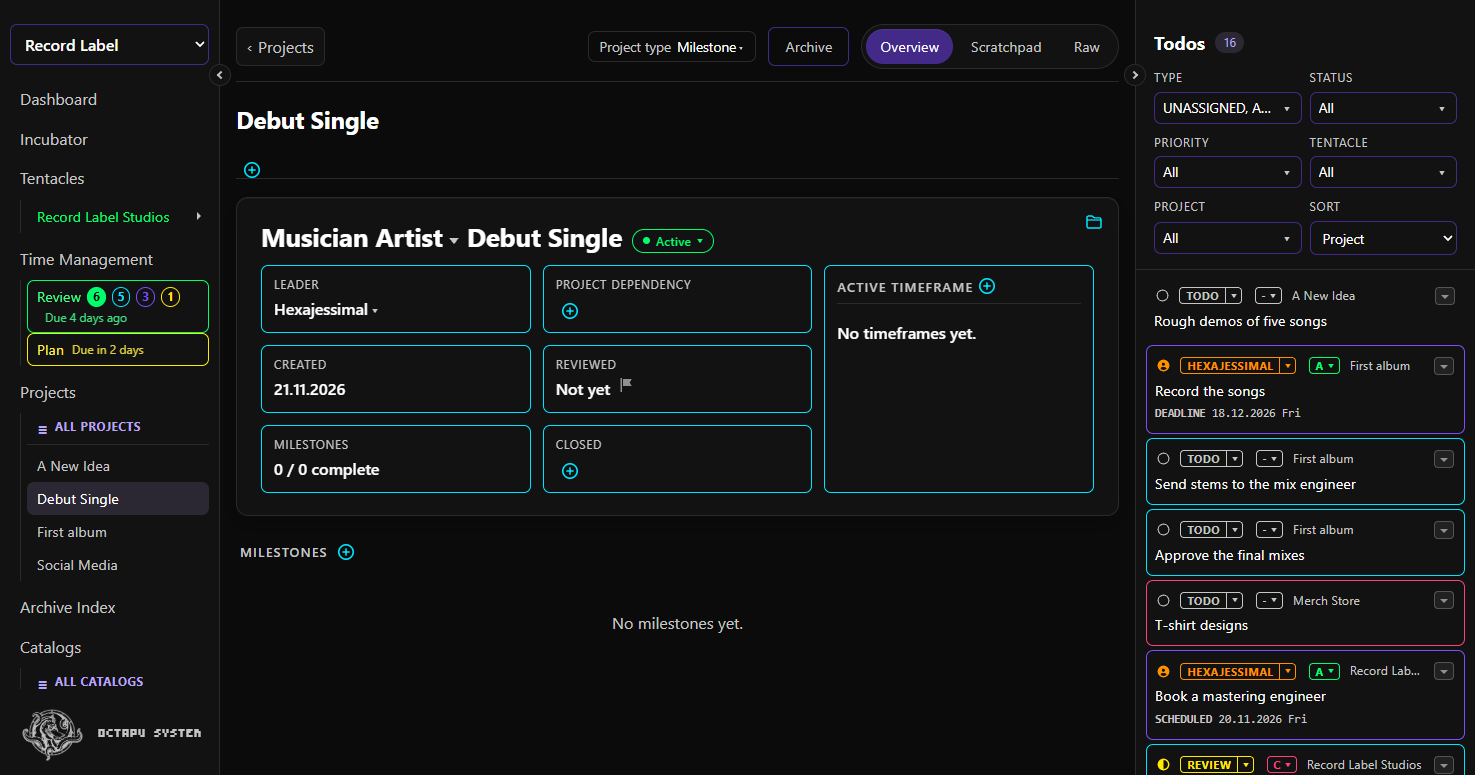 Record Label
Dashboard
Incubator
Tentacles
Record Label Studios
Time Management
Review 6 5 3 1
Due 4 days ago
Plan Due in 2 days
Projects
ALL PROJECTS
A New Idea
Debut Single
First album
Social Media
Archive Index
Catalogs
ALL CATALOGS
OCTAPU SYSTEM
‹ Projects
Project type Milestone
Archive
Overview
Scratchpad
Raw
Debut Single
Musician Artist Debut Single Active
LEADER
Hexajessimal
PROJECT DEPENDENCY
CREATED
21.11.2026
REVIEWED
Not yet
MILESTONES
0 / 0 complete
CLOSED
ACTIVE TIMEFRAME
No timeframes yet.
MILESTONES
No milestones yet.
Todos 16
TYPE STATUS
UNASSIGNED, A... All
PRIORITY TENTACLE
All All
PROJECT SORT
All Project
TODO - A New Idea
Rough demos of five songs
HEXAJESSIMAL A First album
Record the songs
DEADLINE 18.12.2026 Fri
TODO - First album
Send stems to the mix engineer
TODO - First album
Approve the final mixes
TODO - Merch Store
T-shirt designs
HEXAJESSIMAL A Record Lab...
Book a mastering engineer
SCHEDULED 20.11.2026 Fri
REVIEW C Record Label Studios